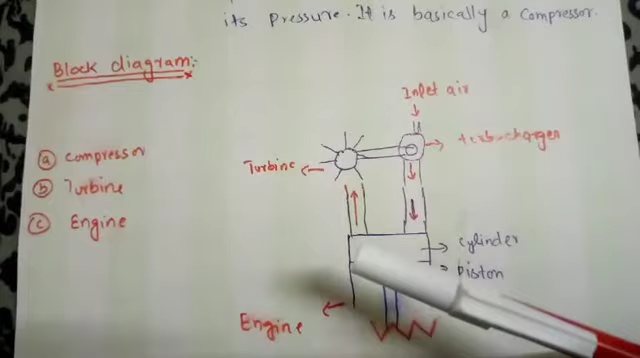 its pressure. It is basically a compressor.
Block diagram:
Inlet air
turbocharger
Turbine
(a) compressor
(b) Turbine
(c) Engine
cylinder
piston
Engine